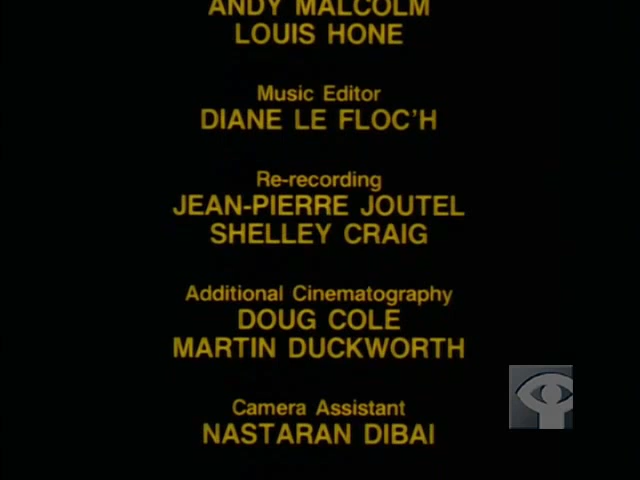 ANDY MALCOLM
LOUIS HONE
Music Editor
DIANE LE FLOC'H
Re-recording
JEAN-PIERRE JOUTEL
SHELLEY CRAIG
Additional Cinematography
DOUG COLE
MARTIN DUCKWORTH
Camera Assistant
NASTARAN DIBAI